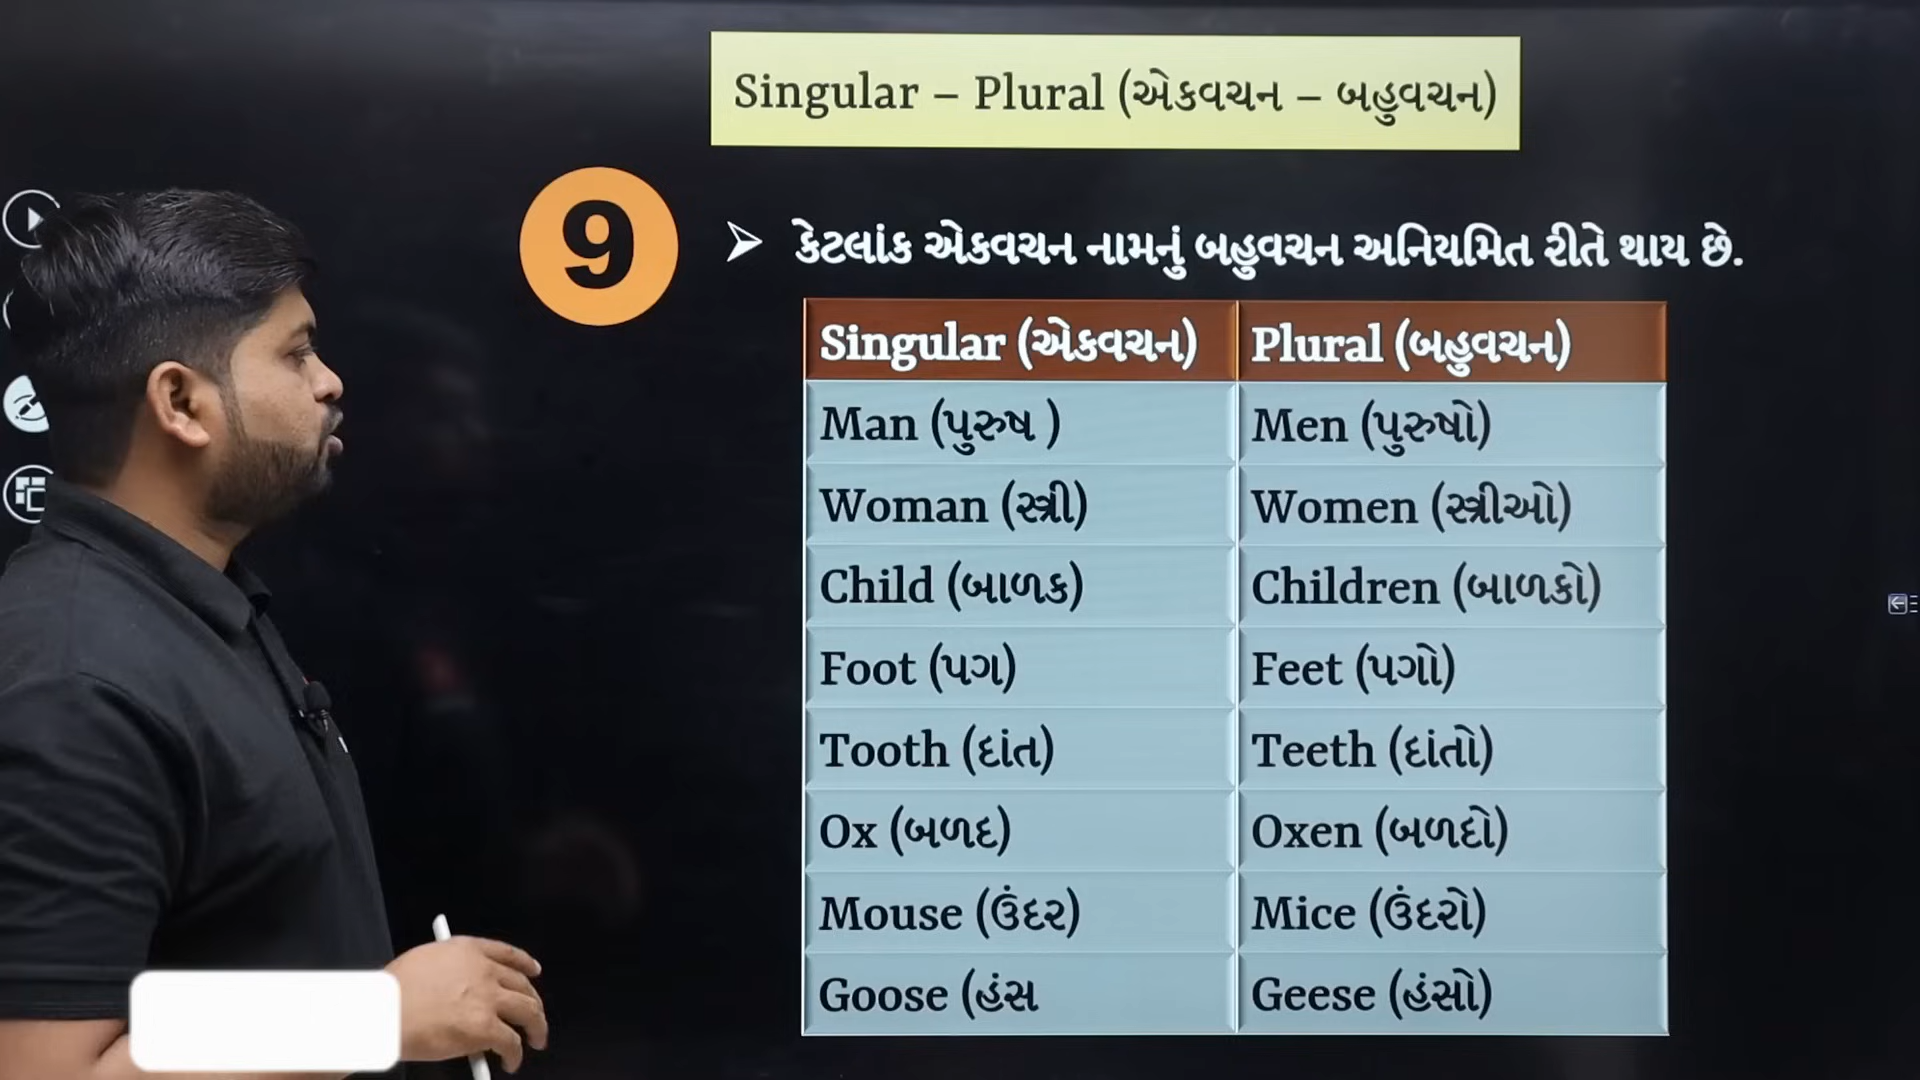 Singular – Plural (એકવચન – બહુવચન)
9
➤ કેટલાંક એકવચન નામનું બહુવચન અનિયમિત રીતે થાય છે.
Singular (એકવચન) Plural (બહુવચન)
Man (પુરુષ ) Men (પુરુષો)
Woman (સ્ત્રી) Women (સ્ત્રીઓ)
Child (બાળક) Children (બાળકો)
Foot (પગ) Feet (પગો)
Tooth (દાંત) Teeth (દાંતો)
Ox (બળદ) Oxen (બળદો)
Mouse (ઉંદર) Mice (ઉંદરો)
Goose (હંસ Geese (હંસો)